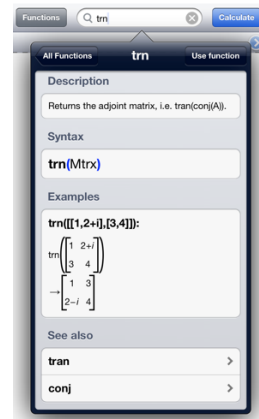 Functions trn Calculate
All Functions trn Use function
Description
Returns the adjoint matrix, i.e. tran(conj(A)).
Syntax
trn(Mtrx)
Examples
trn([[1,2+i],[3,4]]):
trn([1 2+i
3 4])
→[1 3
2-i 4]
See also
tran
conj